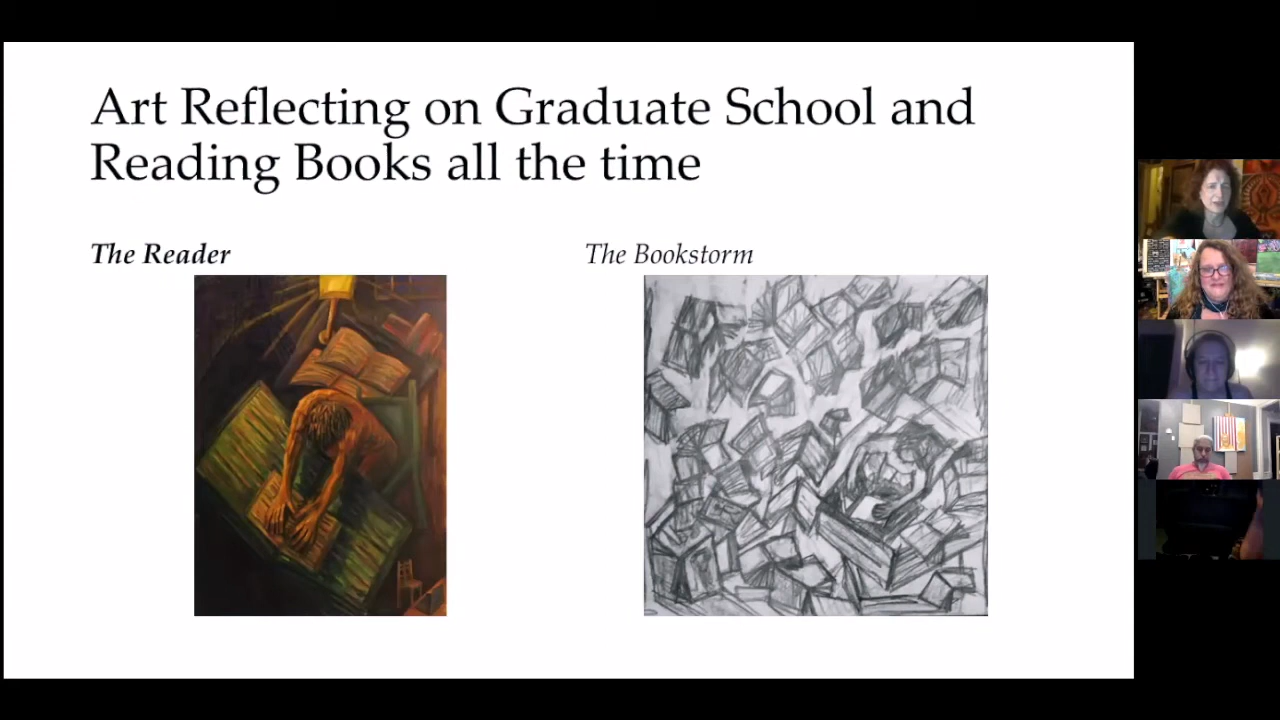 Art Reflecting on Graduate School and
Reading Books all the time
The Reader
The Bookstorm